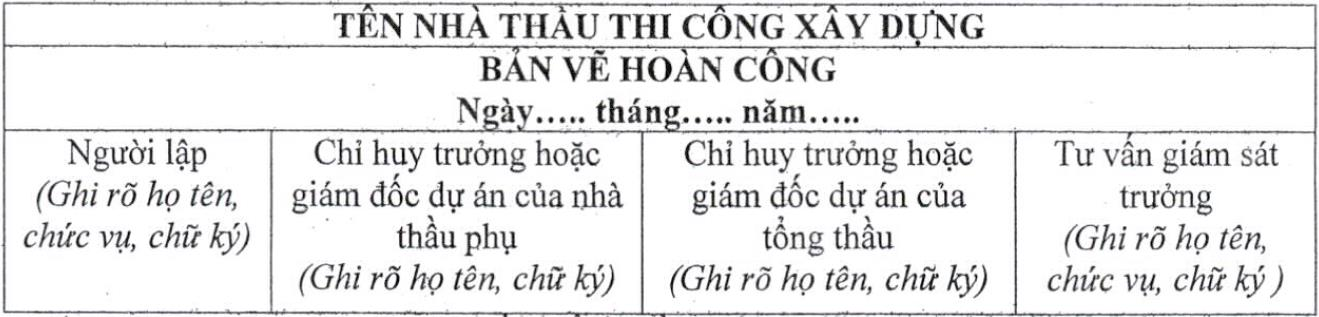 TÊN NHÀ THẦU THI CÔNG XÂY DỰNG
BẢN VẼ HOÀN CÔNG
Ngày..... tháng..... năm.....
Người lập
(Ghi rõ họ tên,
chức vụ, chữ ký)
Chỉ huy trưởng hoặc
giám đốc dự án của nhà
thầu phụ
(Ghi rõ họ tên, chữ ký)
Chỉ huy trưởng hoặc
giám đốc dự án của
tổng thầu
(Ghi rõ họ tên, chữ ký)
Tư vấn giám sát
trưởng
(Ghi rõ họ tên,
chức vụ, chữ ký )